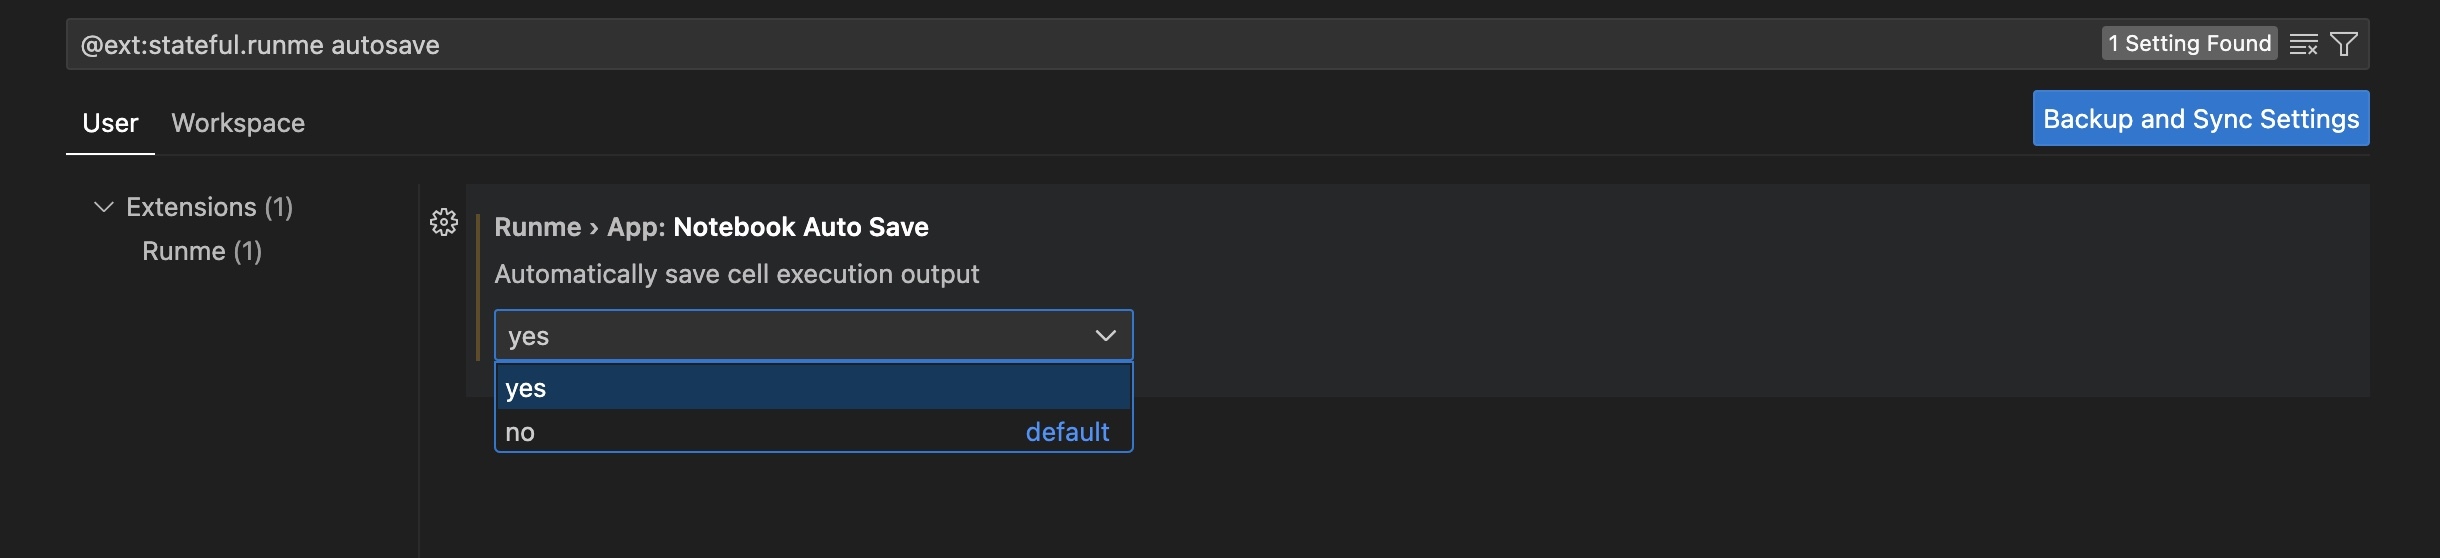 @ext:stateful.runme autosave
1 Setting Found
User
Workspace
Backup and Sync Settings
Extensions (1)
Runme (1)
Runme › App: Notebook Auto Save
Automatically save cell execution output
yes
yes
no
default